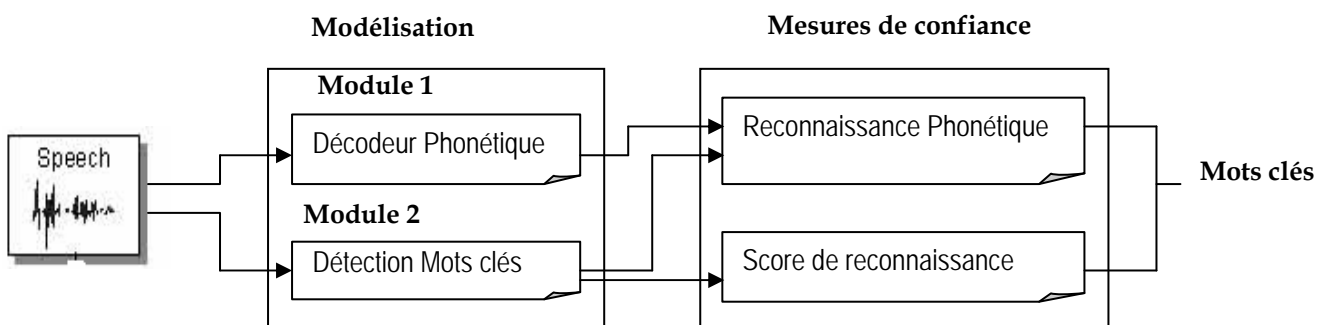 Modélisation
Mesures de confiance
Module 1
Décodeur Phonétique
Reconnaissance Phonétique
Speech
Mots clés
Module 2
Détection Mots clés
Score de reconnaissance